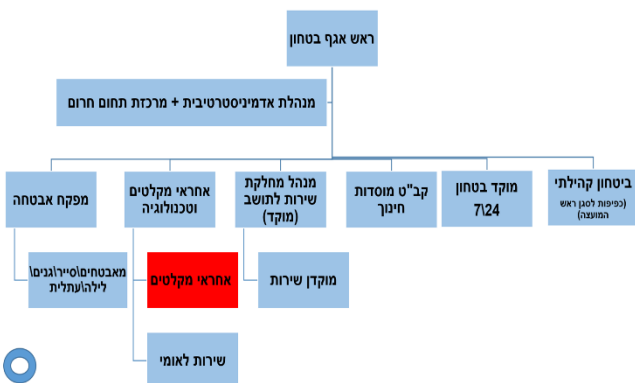 ראש אגף בטחון
מנהלת אדמיניסטרטיבית + מרכזת תחום חרום
ביטחון קהילתי
(כפיפות לסגן ראש
המועצה)
מוקד בטחון
24\7
קב"ט מוסדות
חינוך
מנהל מחלקת
שירות לתושב
(מוקד)
אחראי מקלטים
וטכנולוגיה
מפקח אבטחה
מוקדן שירות
אחראי מקלטים
מאבטחים\סייר\גנים\
לילה\עתלית
שירות לאומי